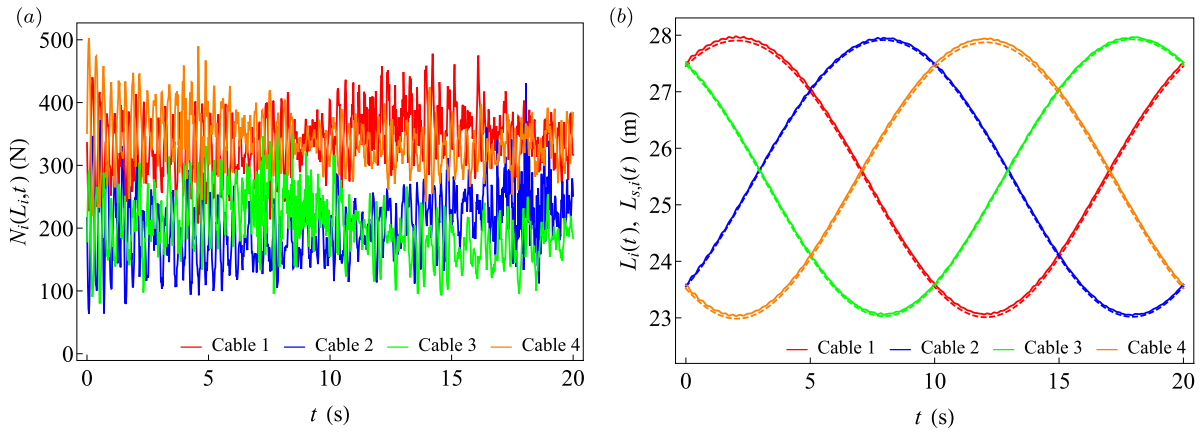 (a)
500
400
300
200
100
0
N_i(L_i,t) (N)
Cable 1 Cable 2 Cable 3 Cable 4
0 5 10 15 20
t (s)
(b)
28
27
26
25
24
23
L_i(t), L_{s,i}(t) (m)
Cable 1 Cable 2 Cable 3 Cable 4
0 5 10 15 20
t (s)